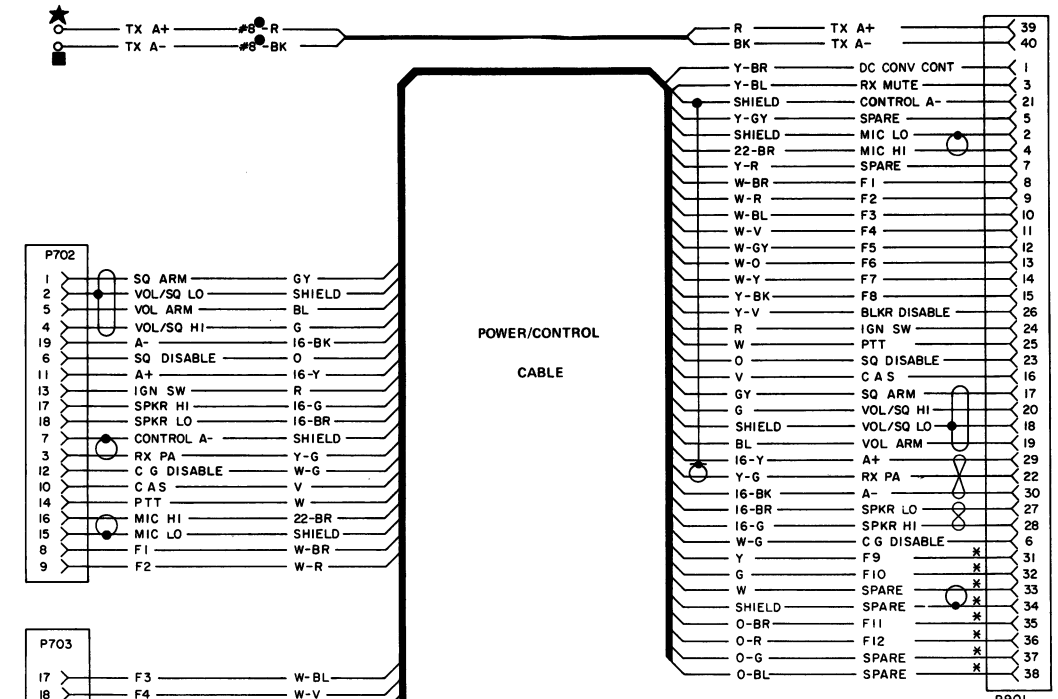 TX A+ #8 -R R TX A+ 39
TX A- #8 -BK BK TX A- 40
Y-BR DC CONV CONT 1
Y-BL RX MUTE 3
SHIELD CONTROL A- 21
Y-GY SPARE 5
SHIELD MIC LO 2
22-BR MIC HI 4
Y-R SPARE 7
W-BR F1 8
W-R F2 9
W-BL F3 10
W-V F4 11
W-GY F5 12
W-O F6 13
W-Y F7 14
Y-BK F8 15
Y-V BLKR DISABLE 26
R IGN SW 24
W PTT 25
O SQ DISABLE 23
V CAS 16
GY SQ ARM 17
G VOL/SQ HI 20
SHIELD VOL/SQ LO 18
BL VOL ARM 19
16-Y A+ 29
Y-G RX PA 22
16-BK A- 30
16-BR SPKR LO 27
16-G SPKR HI 28
W-G CG DISABLE 6
Y F9 * 31
G F10 * 32
W SPARE * 33
SHIELD SPARE * 34
O-BR F11 * 35
O-R F12 * 36
O-G SPARE * 37
O-BL SPARE * 38
P702
1 SQ ARM GY
2 VOL/SQ LO SHIELD
5 VOL ARM BL
4 VOL/SQ HI G
19 A- 16-BK
6 SQ DISABLE O
11 A+ 16-Y
13 IGN SW R
17 SPKR HI 16-G
18 SPKR LO 16-BR
7 CONTROL A- SHIELD
3 RX PA Y-G
12 CG DISABLE W-G
10 CAS V
14 PTT W
16 MIC HI 22-BR
15 MIC LO SHIELD
8 F1 W-BR
9 F2 W-R
POWER/CONTROL
CABLE
P703
17 F3 W-BL
18 F4 W-V